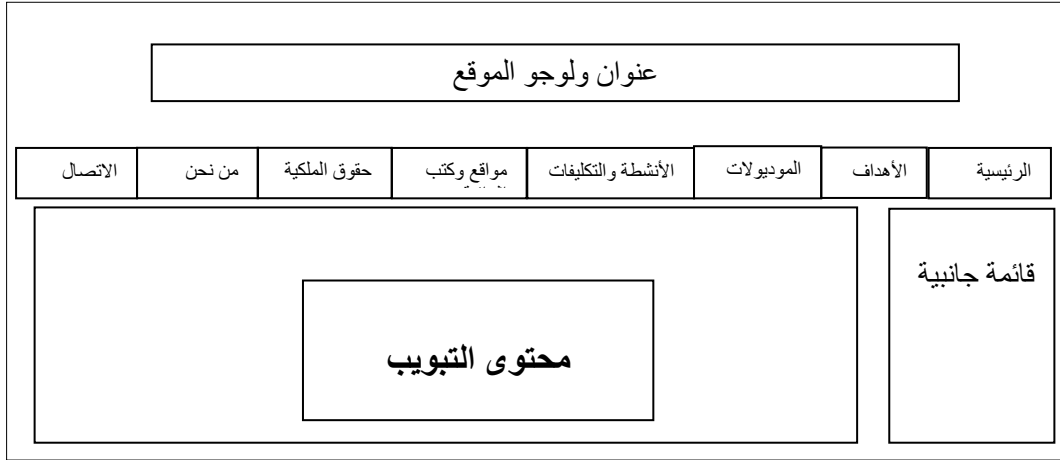 عنوان ولوجو الموقع
الرئيسية
الأهداف
الموديولات
الأنشطة والتكليفات
مواقع وكتب
حقوق الملكية
من نحن
الاتصال
قائمة جانبية
محتوى التبويب